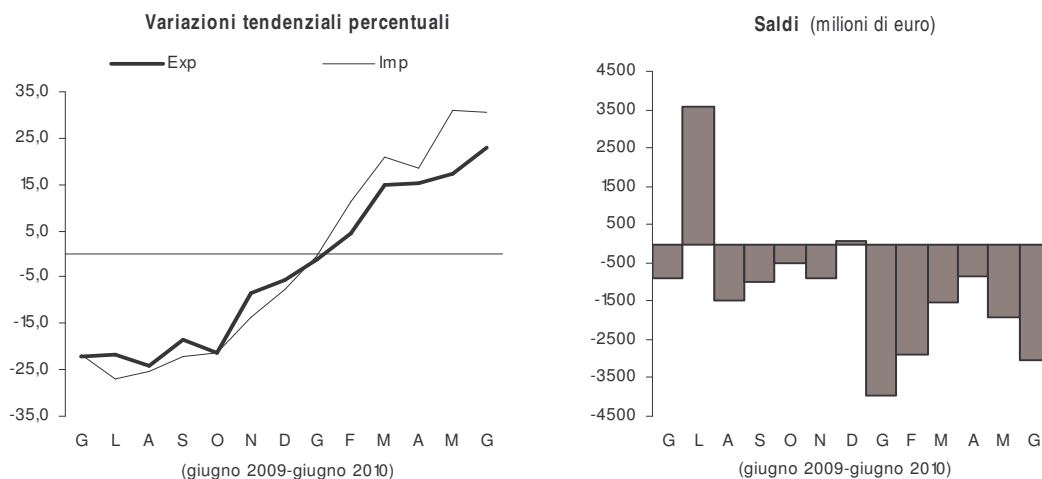 Variazioni tendenziali percentuali
Exp Imp
35,0
25,0
15,0
5,0
-5,0
-15,0
-25,0
-35,0
G L A S O N D G F M A M G
(giugno 2009-giugno 2010)
Saldi (milioni di euro)
4500
3500
2500
1500
500
-500
-1500
-2500
-3500
-4500
G L A S O N D G F M A M G
(giugno 2009-giugno 2010)